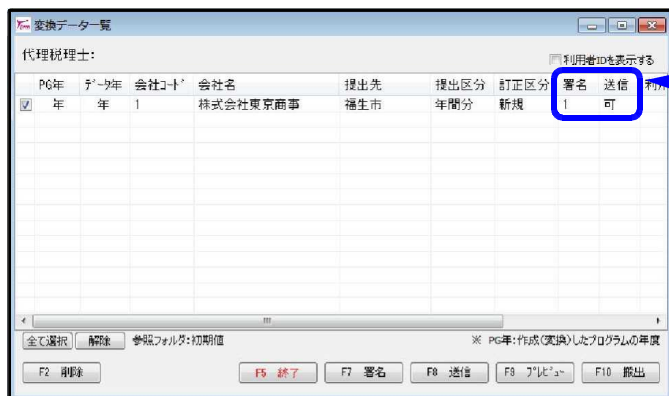 変換データ一覧
代理税理士:
利用者IDを表示する
PG年 データ年 会社コード 会社名 提出先 提出区分 訂正区分 署名 送信
年 年 1 株式会社東京商事 福生市 年間分 新規 1 可
全て選択 解除 参照フォルダ:初期値 ※ PG年:作成(変換)したプログラムの年度
F2 削除 F5 終了 F7 署名 F8 送信 F9 プレビュー F10 搬出